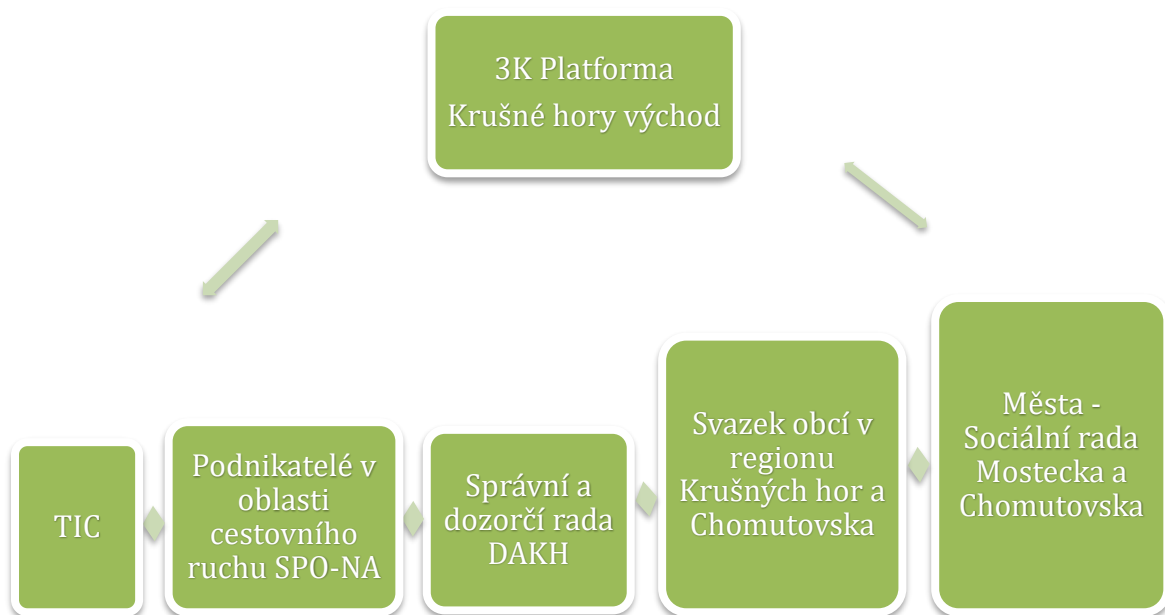 3K Platforma
Krušné hory východ
TIC
Podnikatelé v
oblasti
cestovního
ruchu SPO-NA
Správní a
dozorčí rada
DAKH
Svazek obcí v
regionu
Krušných hor a
Chomutovska
Města -
Sociální rada
Mostecka a
Chomutovska